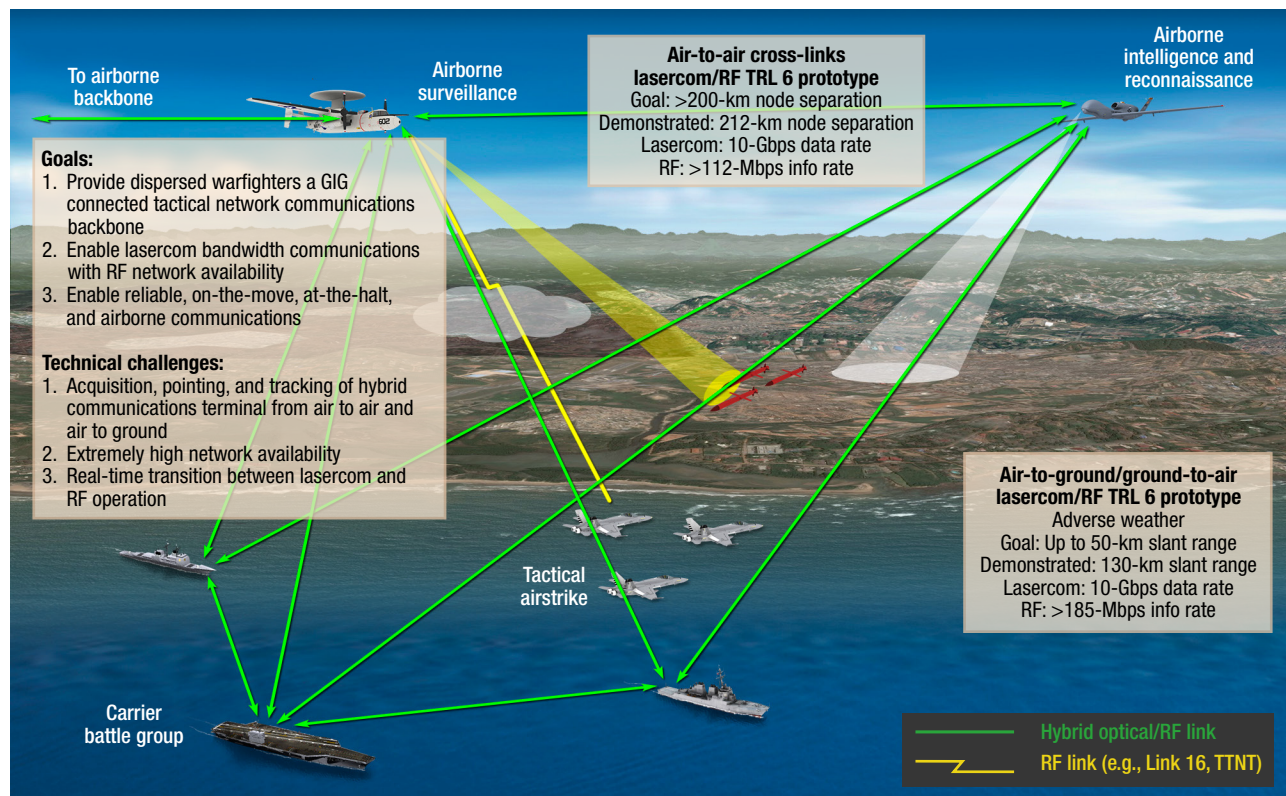 To airborne
backbone
Airborne
surveillance
Air-to-air cross-links
lasercom/RF TRL 6 prototype
Goal: >200-km node separation
Demonstrated: 212-km node separation
Lasercom: 10-Gbps data rate
RF: >112-Mbps info rate
Airborne
intelligence and
reconnaissance
602
Goals:
1. Provide dispersed warfighters a GIG
connected tactical network communications
backbone
2. Enable lasercom bandwidth communications
with RF network availability
3. Enable reliable, on-the-move, at-the-halt,
and airborne communications
Technical challenges:
1. Acquisition, pointing, and tracking of hybrid
communications terminal from air to air and
air to ground
2. Extremely high network availability
3. Real-time transition between lasercom and
RF operation
Air-to-ground/ground-to-air
lasercom/RF TRL 6 prototype
Adverse weather
Goal: Up to 50-km slant range
Demonstrated: 130-km slant range
Lasercom: 10-Gbps data rate
RF: >185-Mbps info rate
Tactical
airstrike
Carrier
battle group
Hybrid optical/RF link
RF link (e.g., Link 16, TTNT)